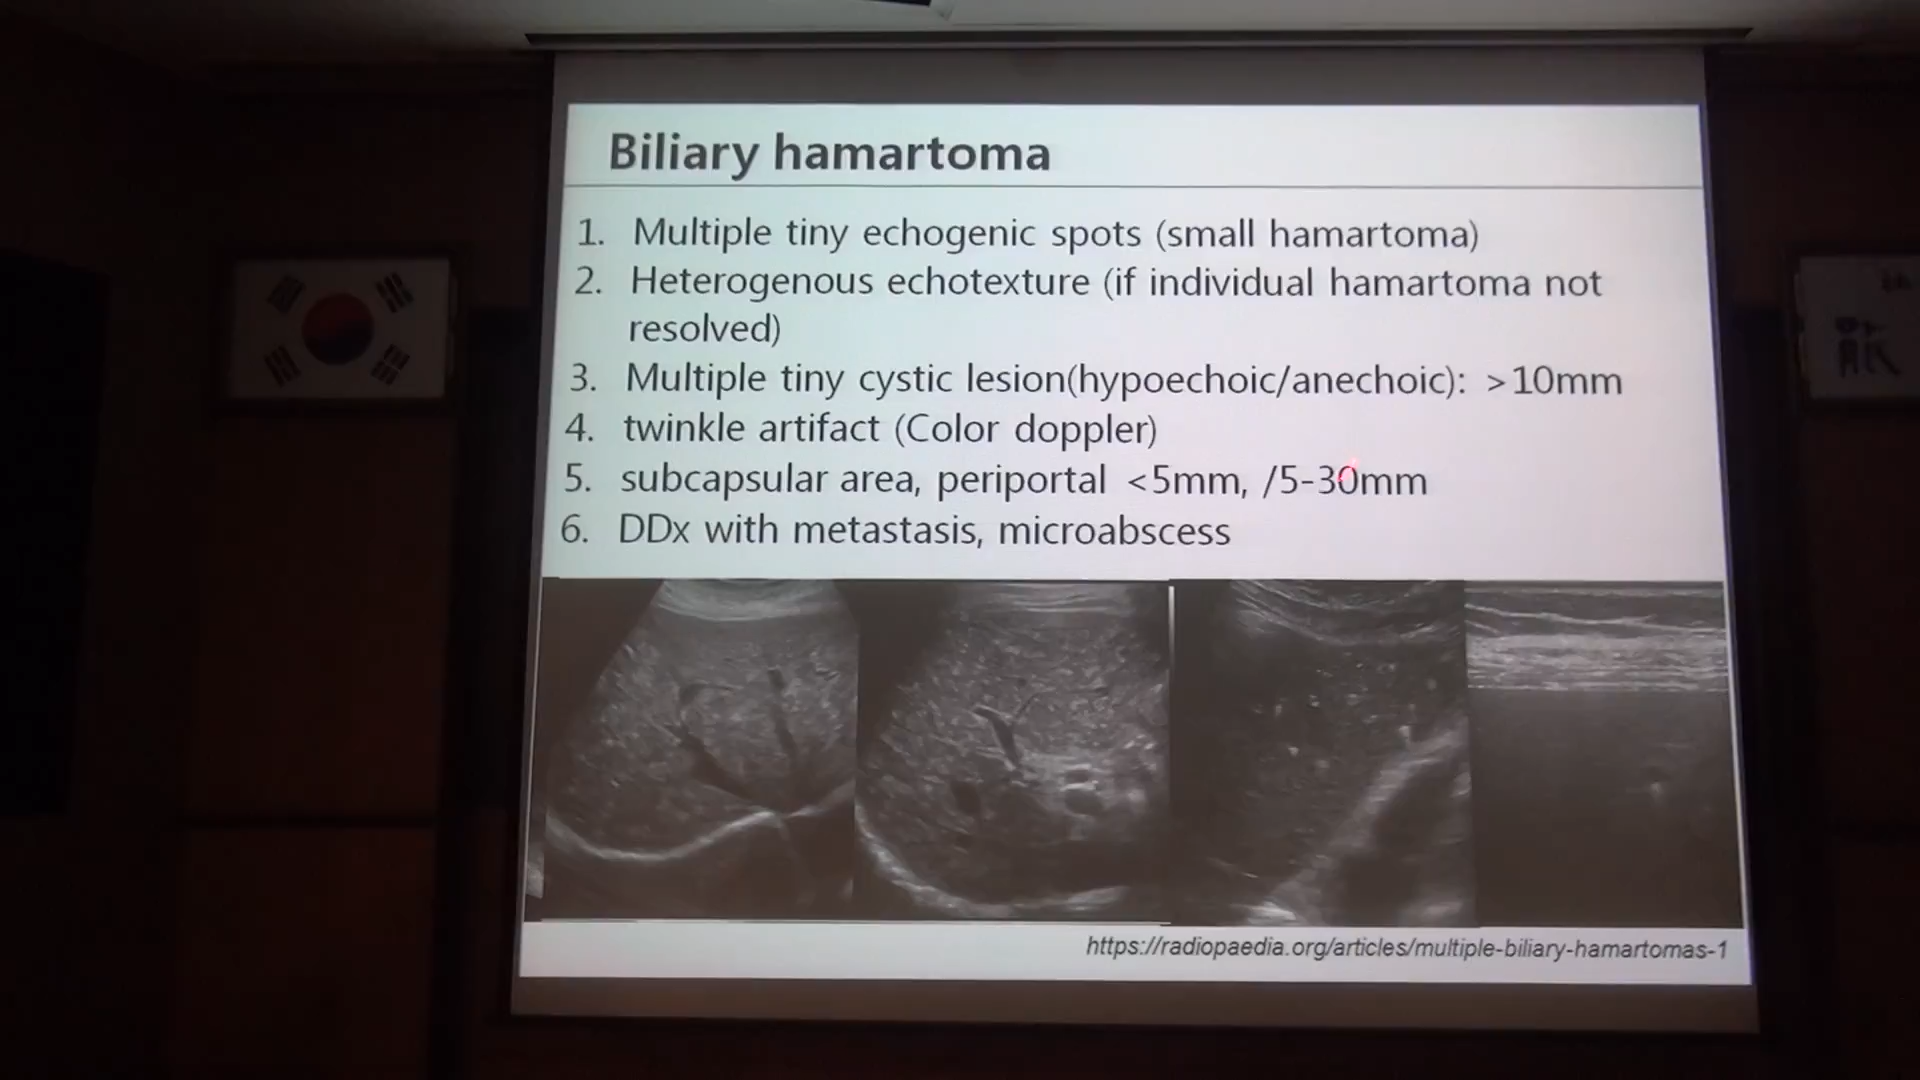 Biliary hamartoma
1. Multiple tiny echogenic spots (small hamartoma)
2. Heterogenous echotexture (if individual hamartoma not
resolved)
3. Multiple tiny cystic lesion(hypoechoic/anechoic): >10mm
4. twinkle artifact (Color doppler)
5. subcapsular area, periportal <5mm, /5-30mm
6. DDx with metastasis, microabscess
https://radiopaedia.org/articles/multiple-biliary-hamartomas-1